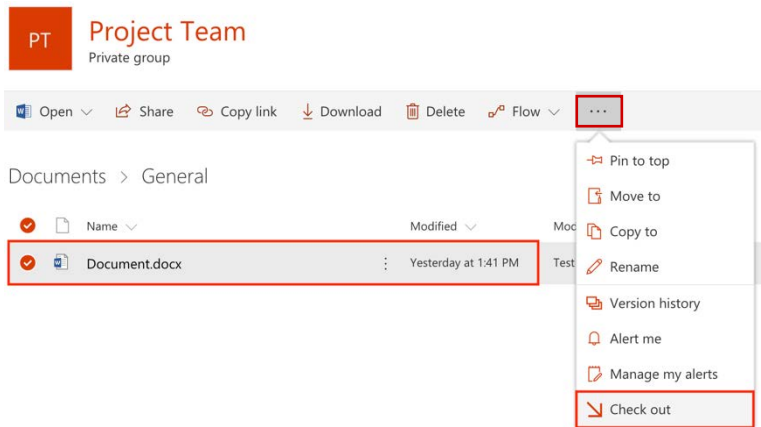 PT
Project Team
Private group
Open Share Copy link Download Delete Flow ...
Documents > General
Name Modified
Document.docx Yesterday at 1:41 PM Test
Pin to top
Move to
Copy to
Rename
Version history
Alert me
Manage my alerts
Check out